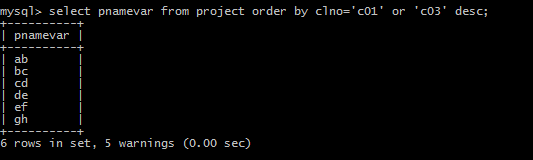 mysql> select pnamevar from project order by clno='c01' or 'c03' desc;
+----------+
| pnamevar |
+----------+
| ab       |
| bc       |
| cd       |
| de       |
| ef       |
| gh       |
+----------+
6 rows in set, 5 warnings (0.00 sec)